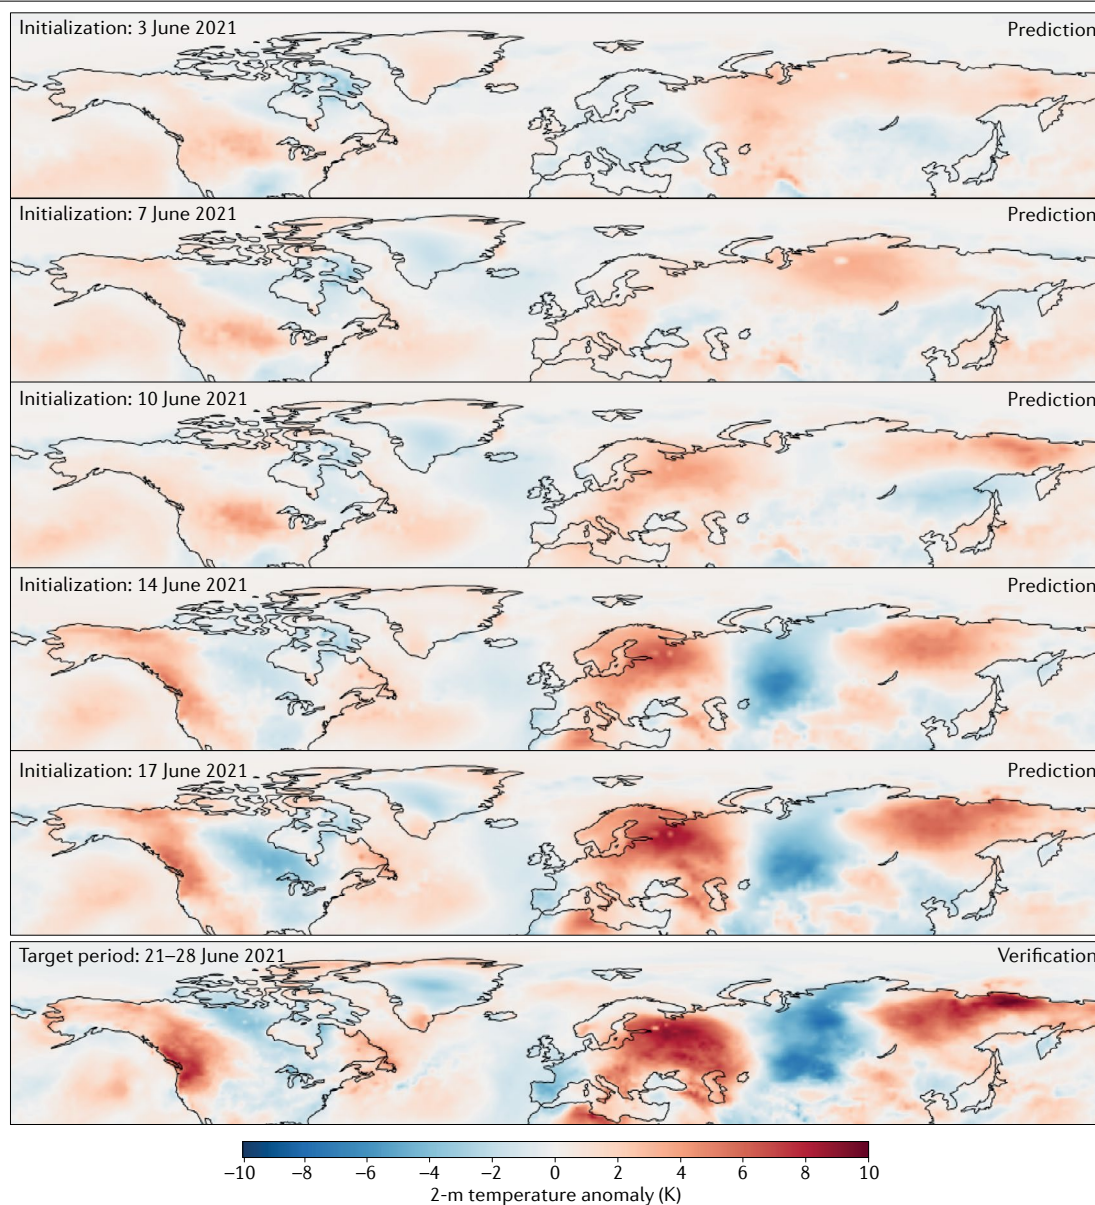 Initialization: 3 June 2021 Prediction
Initialization: 7 June 2021 Prediction
Initialization: 10 June 2021 Prediction
Initialization: 14 June 2021 Prediction
Initialization: 17 June 2021 Prediction
Target period: 21–28 June 2021 Verification
–10 –8 –6 –4 –2 0 2 4 6 8 10
2-m temperature anomaly (K)